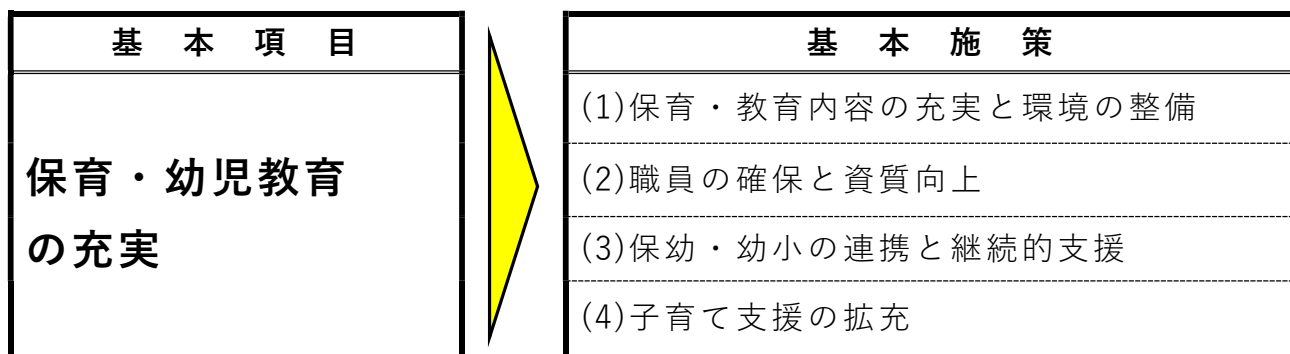 基本項目
保育・幼児教育
の充実
基本施策
(1)保育・教育内容の充実と環境の整備
(2)職員の確保と資質向上
(3)保幼・幼小の連携と継続的支援
(4)子育て支援の拡充